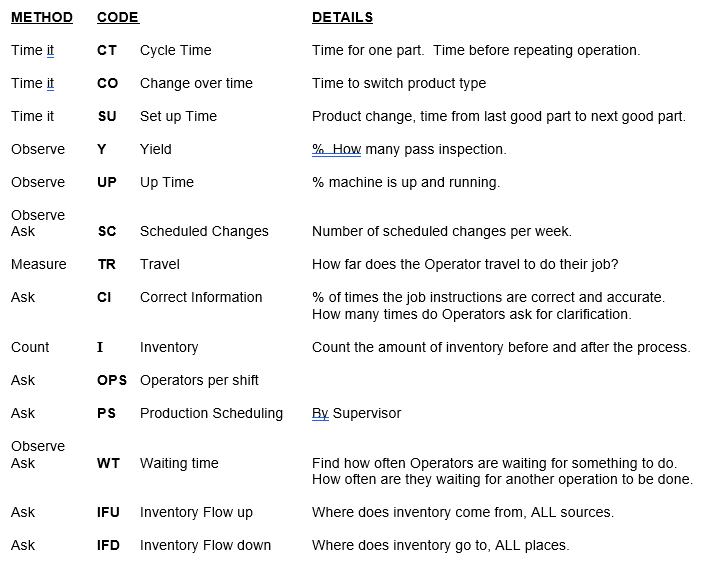 METHOD CODE DETAILS
Time it CT Cycle Time Time for one part. Time before repeating operation.
Time it CO Change over time Time to switch product type
Time it SU Set up Time Product change, time from last good part to next good part.
Observe Y Yield % How many pass inspection.
Observe UP Up Time % machine is up and running.
Observe
Ask SC Scheduled Changes Number of scheduled changes per week.
Measure TR Travel How far does the Operator travel to do their job?
Ask CI Correct Information % of times the job instructions are correct and accurate.
How many times do Operators ask for clarification.
Count I Inventory Count the amount of inventory before and after the process.
Ask OPS Operators per shift
Ask PS Production Scheduling By Supervisor
Observe
Ask WT Waiting time Find how often Operators are waiting for something to do.
How often are they waiting for another operation to be done.
Ask IFU Inventory Flow up Where does inventory come from, ALL sources.
Ask IFD Inventory Flow down Where does inventory go to, ALL places.